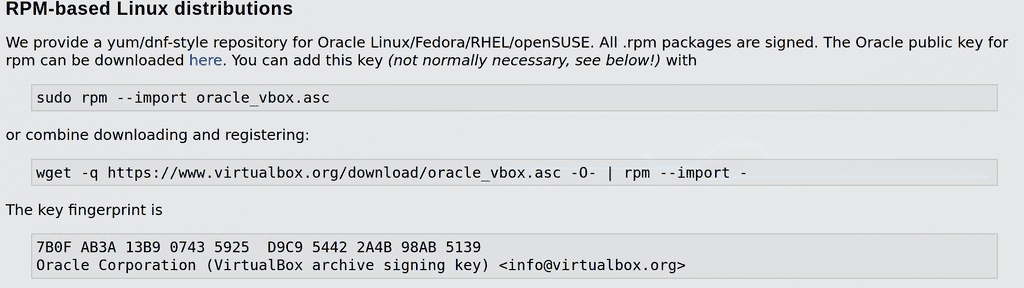 RPM-based Linux distributions
We provide a yum/dnf-style repository for Oracle Linux/Fedora/RHEL/openSUSE. All .rpm packages are signed. The Oracle public key for
rpm can be downloaded here. You can add this key (not normally necessary, see below!) with
sudo rpm --import oracle_vbox.asc
or combine downloading and registering:
wget -q https://www.virtualbox.org/download/oracle_vbox.asc -O- | rpm --import -
The key fingerprint is
7B0F AB3A 13B9 0743 5925  D9C9 5442 2A4B 98AB 5139
Oracle Corporation (VirtualBox archive signing key) <info@virtualbox.org>